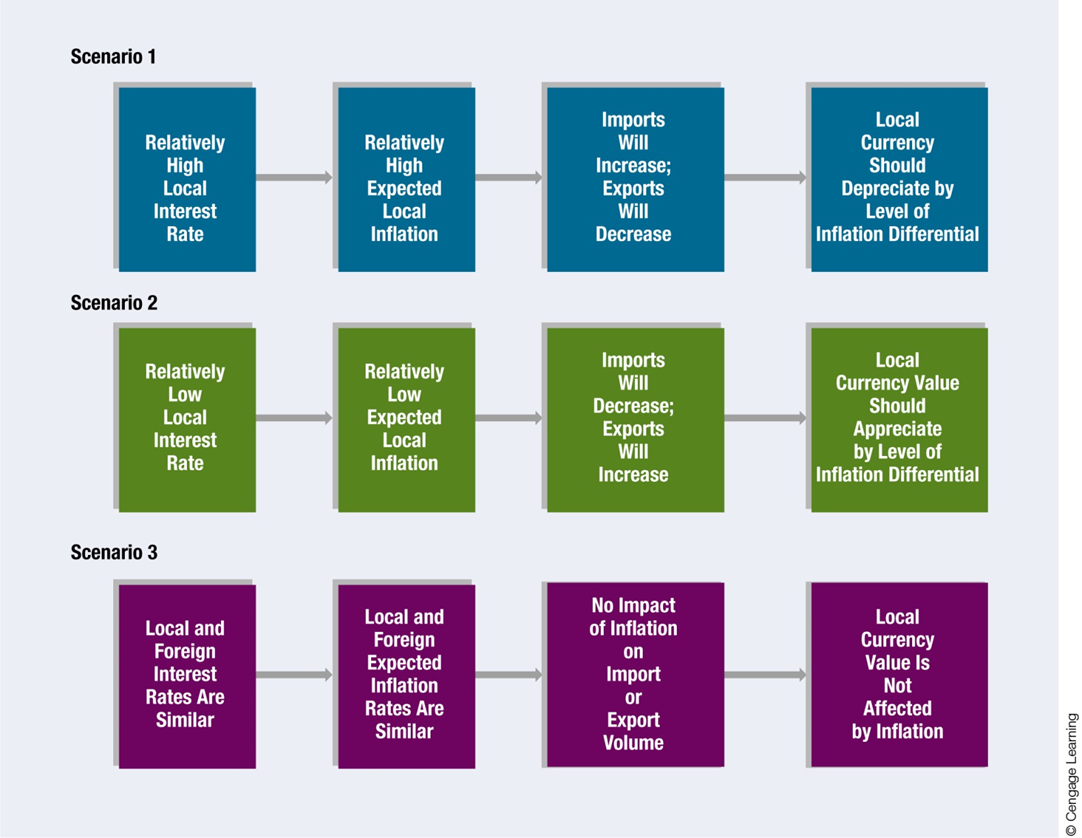 Scenario 1
Relatively
High
Local
Interest
Rate
Relatively
High
Expected
Local
Inflation
Imports
Will
Increase;
Exports
Will
Decrease
Local
Currency
Should
Depreciate by
Level of
Inflation Differential
Scenario 2
Relatively
Low
Local
Interest
Rate
Relatively
Low
Expected
Local
Inflation
Imports
Will
Decrease;
Exports
Will
Increase
Local
Currency Value
Should
Appreciate
by Level of
Inflation Differential
Scenario 3
Local and
Foreign
Interest
Rates Are
Similar
Local and
Foreign
Expected
Inflation
Rates Are
Similar
No Impact
of Inflation
on
Import
or
Export
Volume
Local
Currency
Value Is
Not
Affected
by Inflation
© Cengage Learning